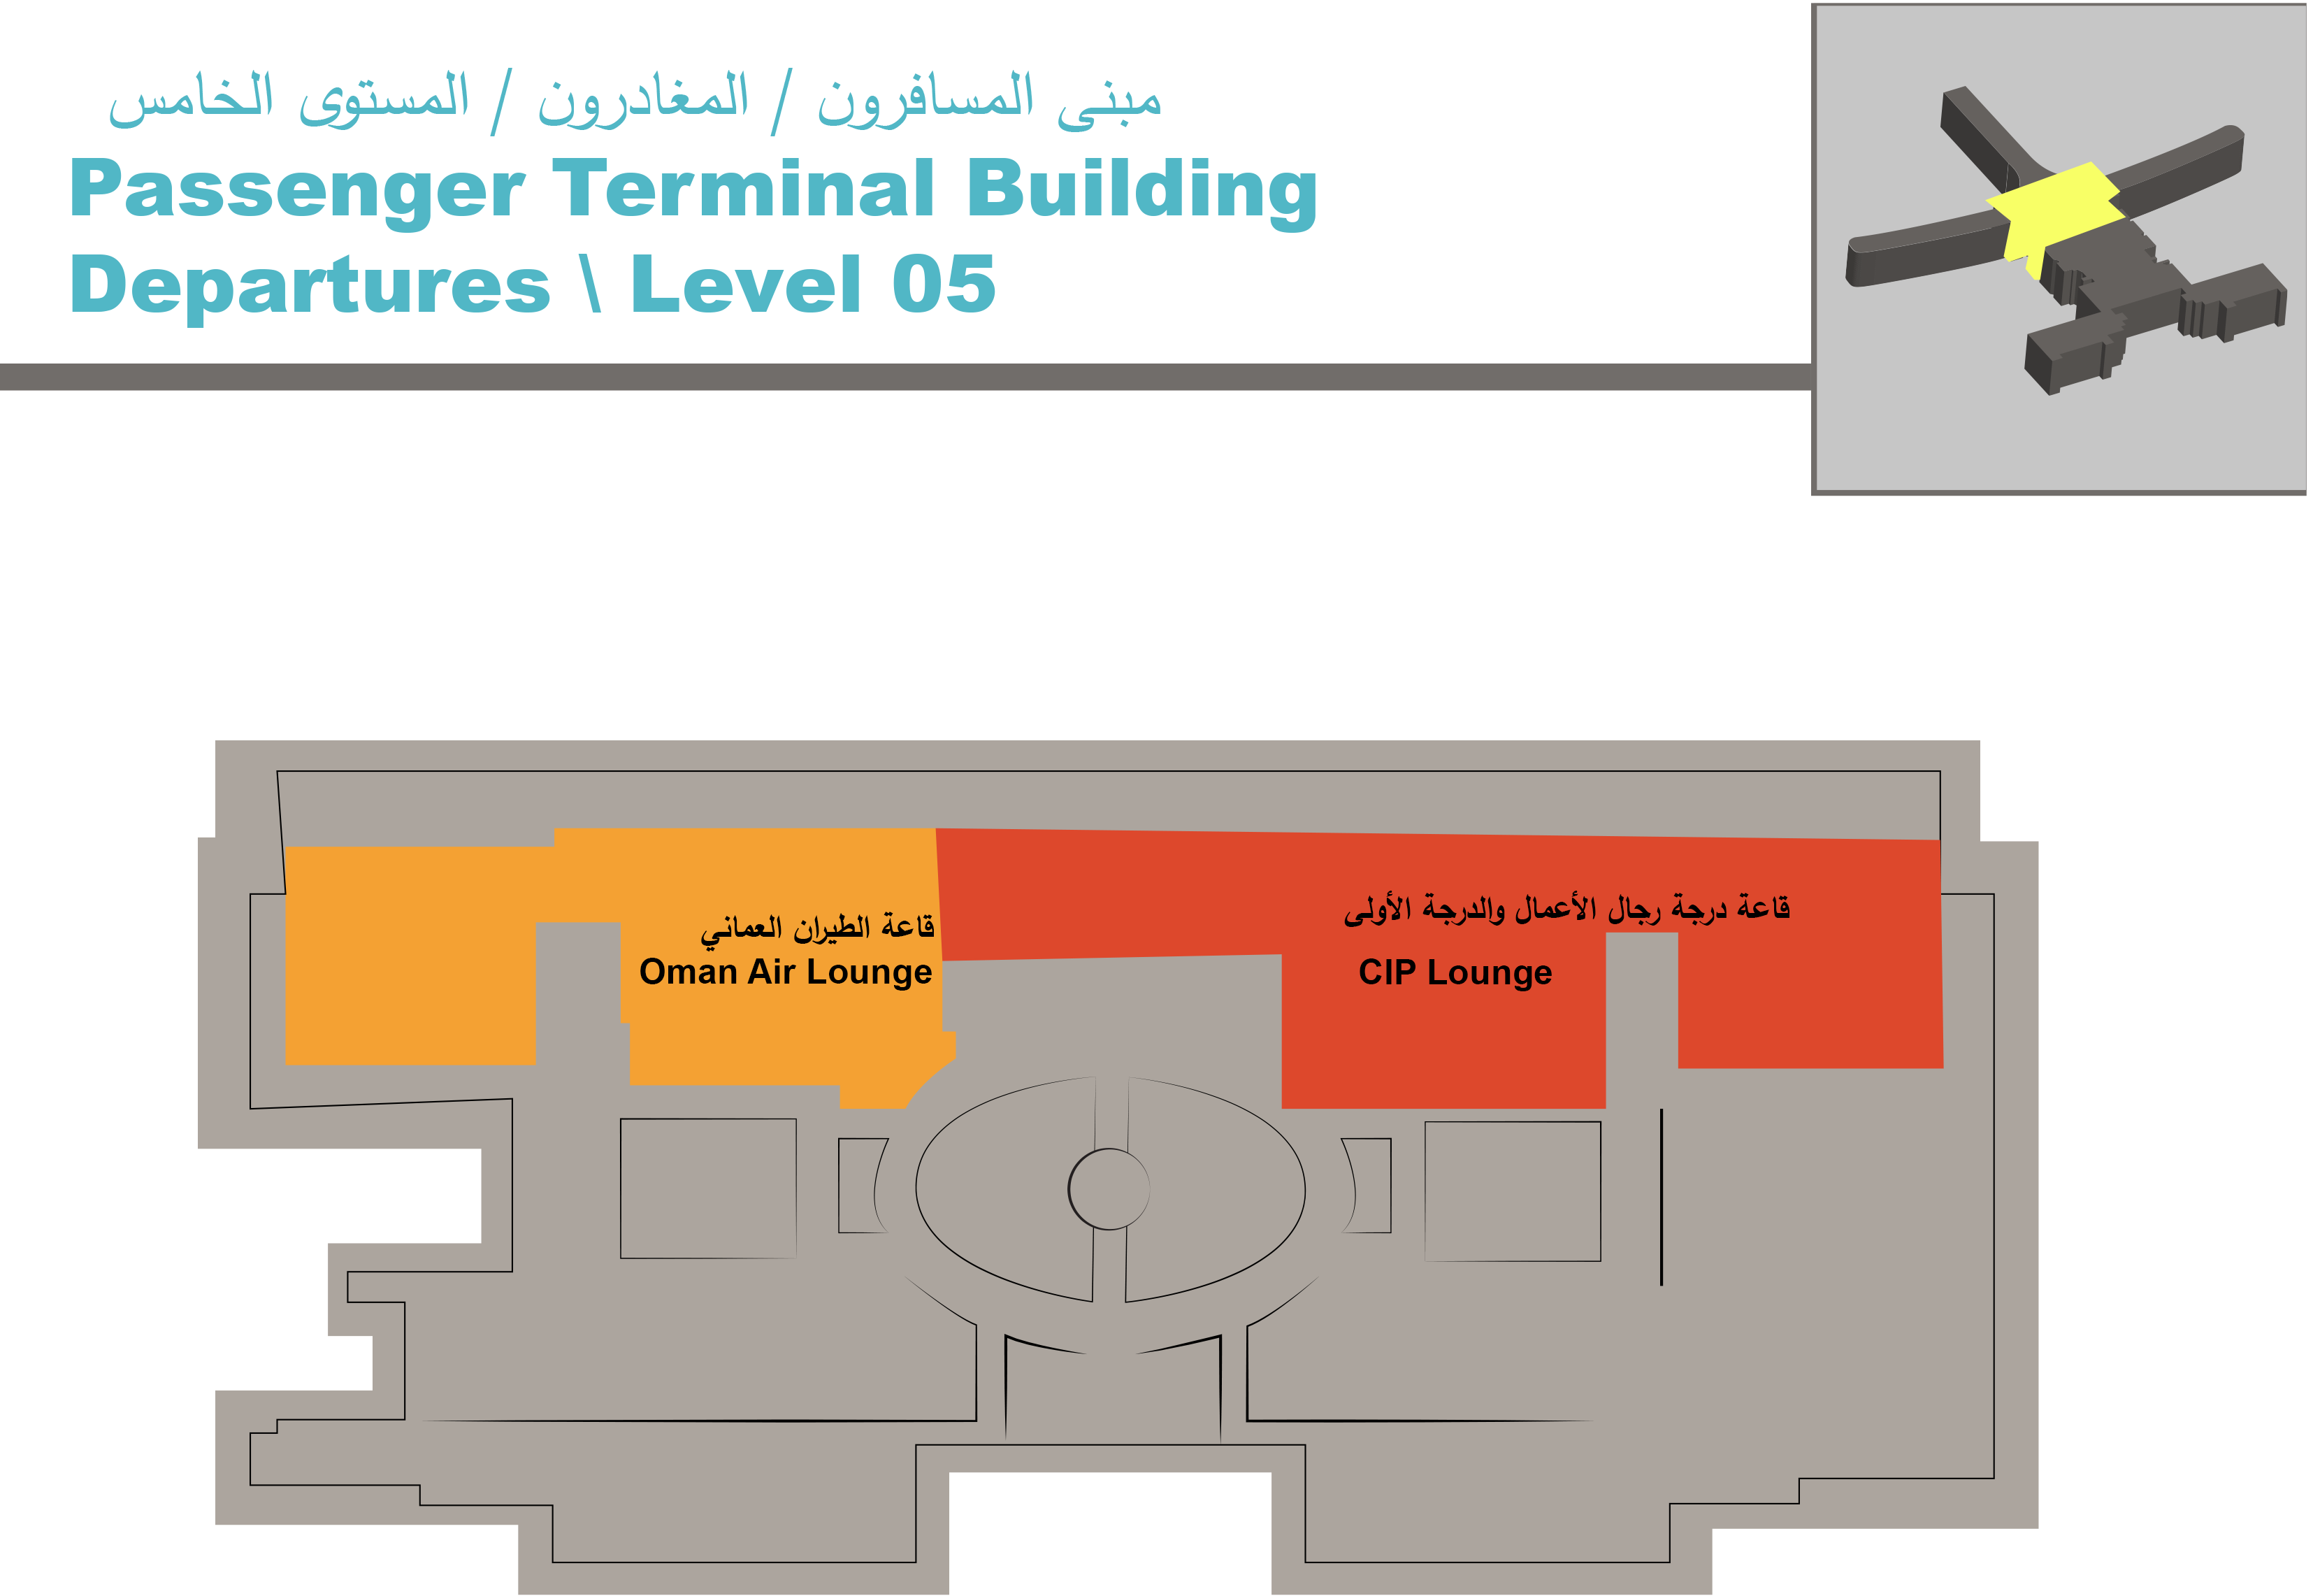 مبنى المسافرون / المغادرون / المستوى الخامس
Passenger Terminal Building
Departures \ Level 05
قاعة الطيران العماني
Oman Air Lounge
قاعة درجة رجال الأعمال والدرجة الأولى
CIP Lounge